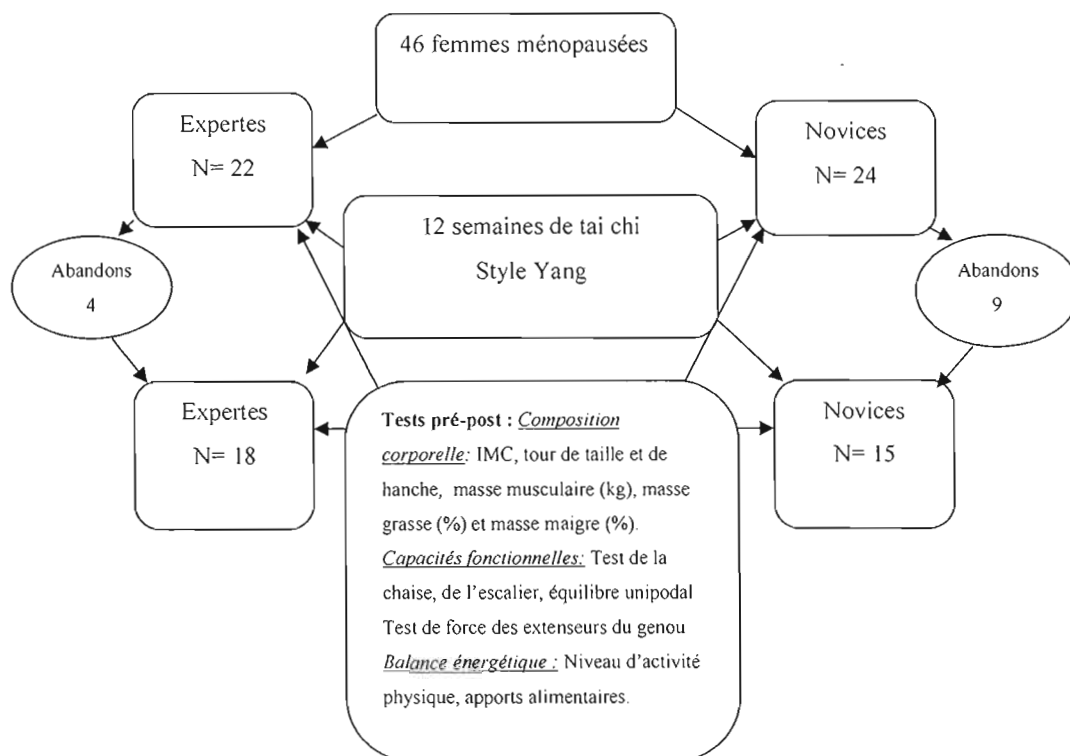 46 femmes ménopausées
Expertes
N= 22
Novices
N= 24
12 semaines de tai chi
Style Yang
Abandons
4
Abandons
9
Expertes
N= 18
Novices
N= 15
Tests pré-post : Composition
corporelle: IMC, tour de taille et de
hanche, masse musculaire (kg), masse
grasse (%) et masse maigre (%).
Capacités fonctionnelles: Test de la
chaise, de l'escalier, équilibre unipodal
Test de force des extenseurs du genou
Balance énergétique : Niveau d'activité
physique, apports alimentaires.